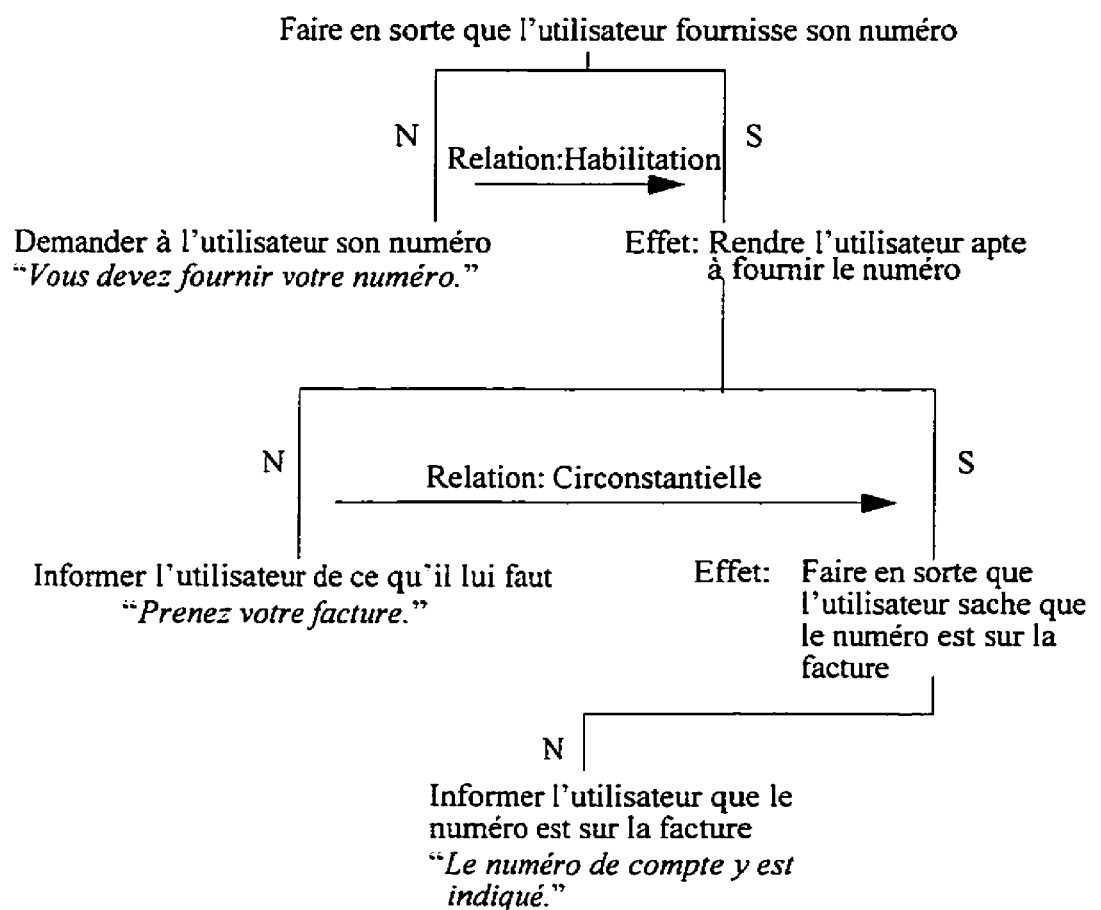 Faire en sorte que l'utilisateur fournisse son numéro
N
S
Relation:Habilitation
Demander à l'utilisateur son numéro
"Vous devez fournir votre numéro."
Effet: Rendre l'utilisateur apte
à fournir le numéro
N
S
Relation: Circonstantielle
Informer l'utilisateur de ce qu'il lui faut
"Prenez votre facture."
Effet: Faire en sorte que
l'utilisateur sache que
le numéro est sur la
facture
N
Informer l'utilisateur que le
numéro est sur la facture
"Le numéro de compte y est
indiqué."